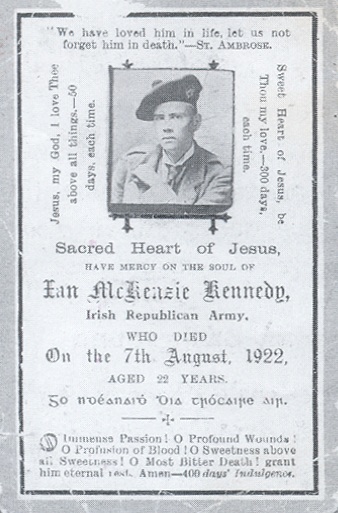 "We have loved him in life, let us not
forget him in death."—St. Ambrose.
Jesus, my God, I love Thee
above all things.—50
days, each time.
Sweet Heart of Jesus, be
Thou my love.—300 days,
each time.
Sacred Heart of Jesus,
HAVE MERCY ON THE SOUL OF
Ian McKenzie Kennedy,
Irish Republican Army,
WHO DIED
On the 7th August, 1922,
AGED 22 YEARS.
Go nDéanaiḋ Dia Trócaire air.
O Immense Passion! O Profound Wounds!
O Profusion of Blood! O Sweetness above
all Sweetness! O Most Bitter Death! grant
him eternal rest. Amen—400 days' Indulgence.